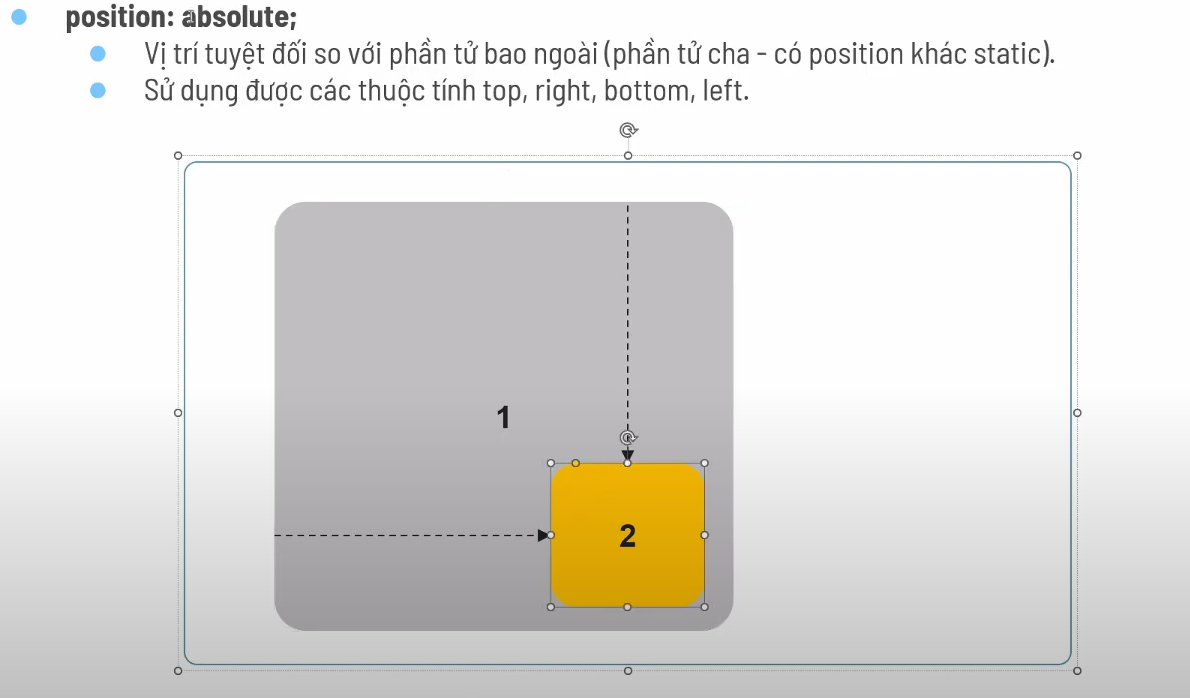 position: absolute;
Vị trí tuyệt đối so với phần tử bao ngoài (phần tử cha - có position khác static).
Sử dụng được các thuộc tính top, right, bottom, left.
1
2